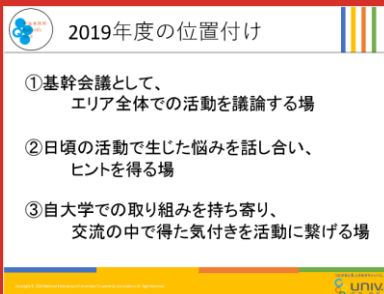 2019年度の位置付け
①基幹会議として、
エリア全体での活動を議論する場
②日頃の活動で生じた悩みを話し合い、
ヒントを得る場
③自大学での取り組みを持ち寄り、
交流の中で得た気付きを活動に繋げる場
univ